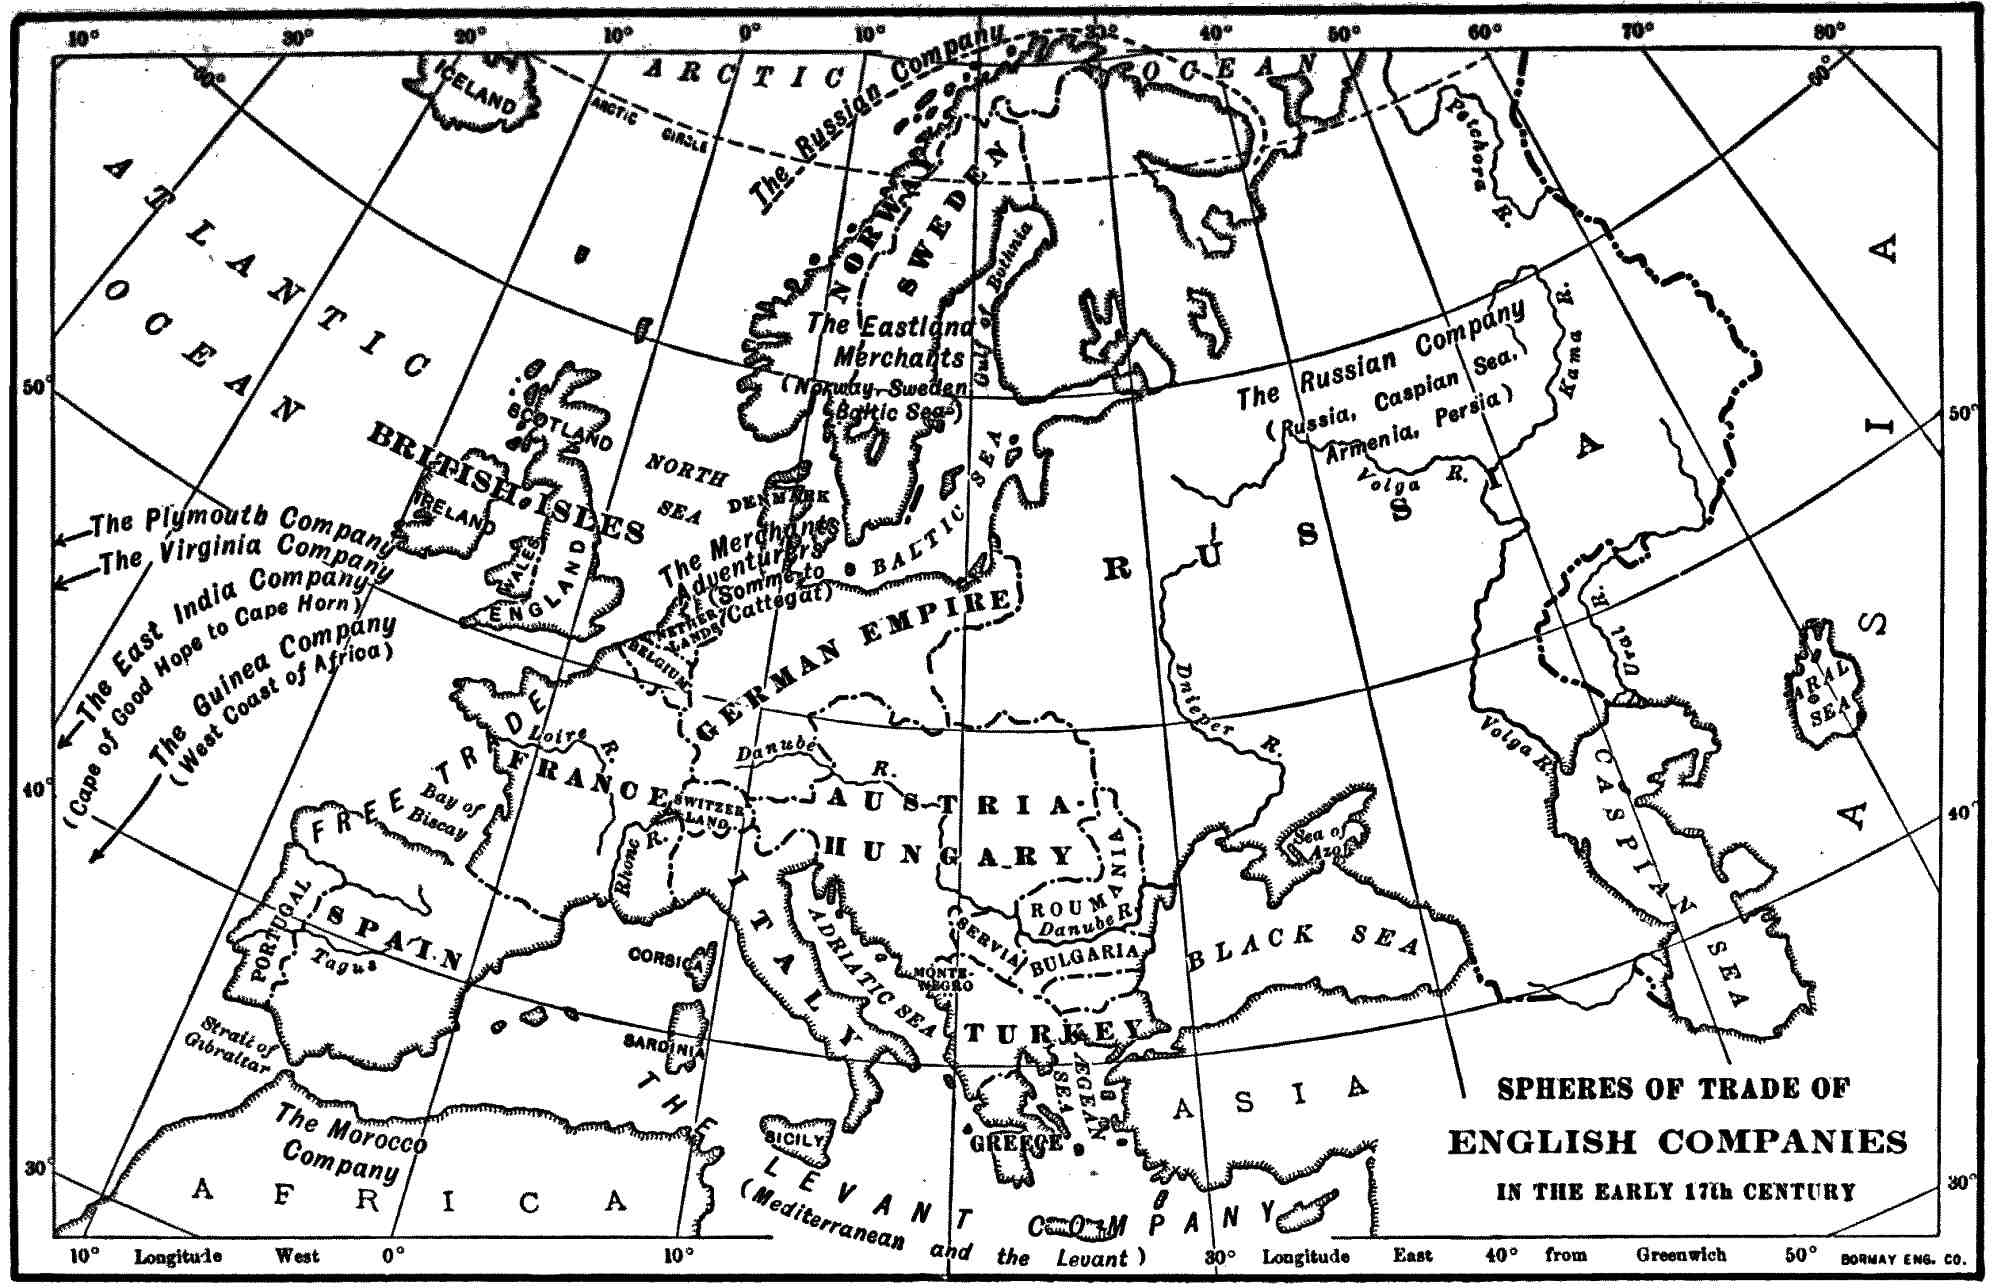 10° 30° 20° 10° 0° 10° 30° 40° 50° 60° 70° 80°
60° 60°
ICELAND
ARCTIC OCEAN
ARCTIC CIRCLE
The Russian Company
Petchora R.
ATLANTIC
OCEAN
NORWAY
SWEDEN
Gulf of Bothnia
The Eastland
Merchants
(Norway-Sweden
Baltic Sea)
The Russian Company
(Russia, Caspian Sea,
Armenia, Persia)
Kama R.
Volga R.
50° 50°
BRITISH ISLES
SCOTLAND
IRELAND
WALES
ENGLAND
NORTH
SEA
DENMARK
BALTIC SEA
The Merchants
Adventurers
(Somme to
Cattegat)
NETHER
LANDS
BELGIUM
The Plymouth Company
The Virginia Company
The East India Company
(Cape of Good Hope to Cape Horn)
The Guinea Company
(West Coast of Africa)
RUSSIA
ASIA
Ural R.
ARAL
SEA
GERMAN EMPIRE
Dnieper R.
Volga R.
CASPIAN SEA
FREE TRADE
Loire R.
FRANCE
Bay of
Biscay
Danube R.
SWITZER
LAND
AUSTRIA
HUNGARY
40° 40°
Rhone R.
Sea of
Azof
ROUMANIA
Danube R.
SERVIA
BULGARIA
MONTE-
NEGRO
BLACK SEA
PORTUGAL
SPAIN
Tagus
ITALY
ADRIATIC SEA
CORSICA
SARDINIA
TURKEY
ÆGEAN
SEA
GREECE
SICILY
ASIA
Strait of
Gibraltar
The Morocco
Company
AFRICA
THE LEVANT COMPANY
(Mediterranean and the Levant)
SPHERES OF TRADE OF
ENGLISH COMPANIES
IN THE EARLY 17th CENTURY
30° 30°
10° Longitude West 0° 10° 30° Longitude East 40° from Greenwich 50°
BORMAY ENG. CO.